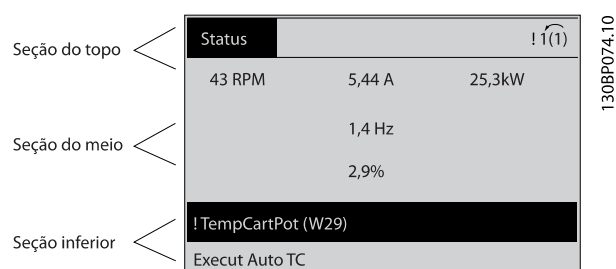 Seção do topo
Status
! 1(1)
43 RPM
5,44 A
25,3kW
Seção do meio
1,4 Hz
2,9%
Seção inferior
! TempCartPot (W29)
Execut Auto TC
130BP074.10